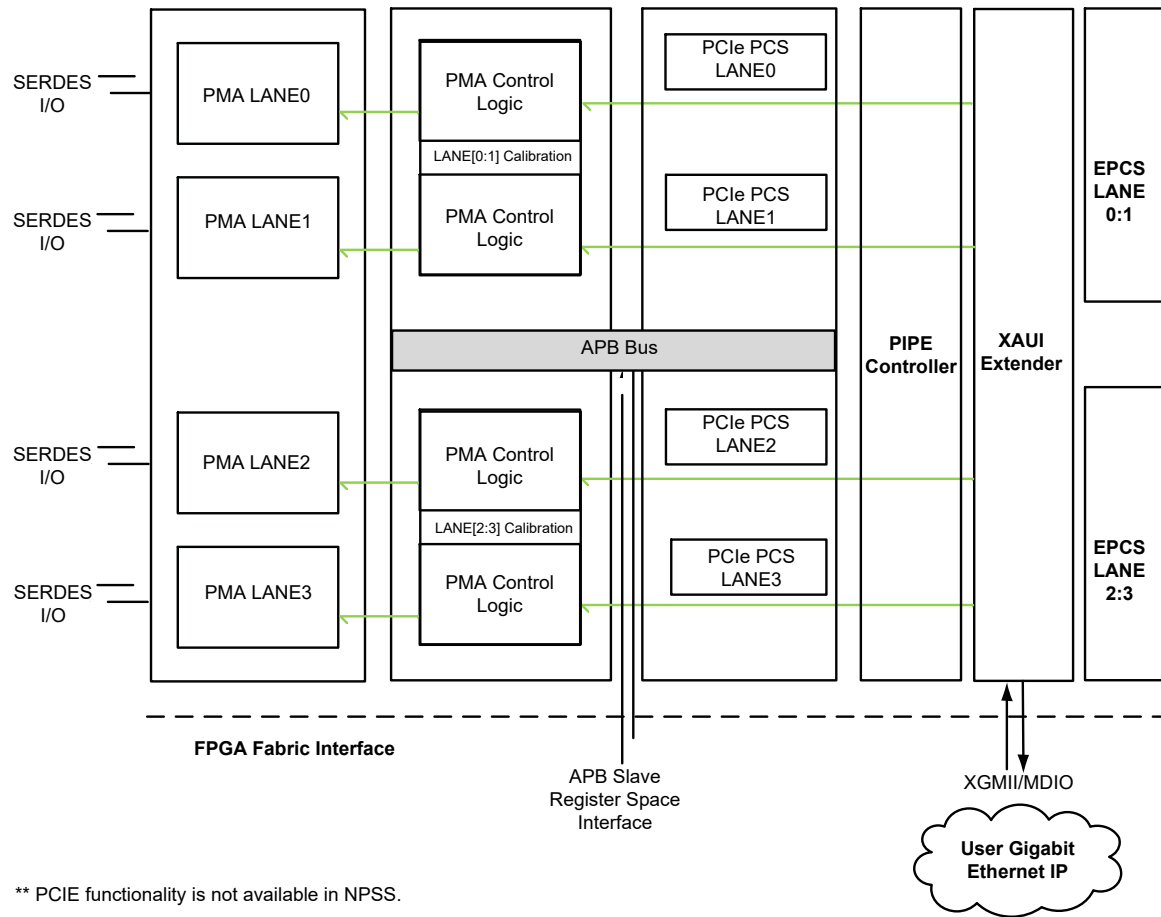 SERDES
I/O
PMA LANE0
PMA Control
Logic
PCIe PCS
LANE0
LANE[0:1] Calibration
SERDES
I/O
PMA LANE1
PMA Control
Logic
PCIe PCS
LANE1
EPCS
LANE
0:1
APB Bus
PIPE
Controller
XAUI
Extender
SERDES
I/O
PMA LANE2
PMA Control
Logic
PCIe PCS
LANE2
LANE[2:3] Calibration
SERDES
I/O
PMA LANE3
PMA Control
Logic
PCIe PCS
LANE3
EPCS
LANE
2:3
FPGA Fabric Interface
APB Slave
Register Space
Interface
XGMII/MDIO
User Gigabit
Ethernet IP
** PCIE functionality is not available in NPSS.